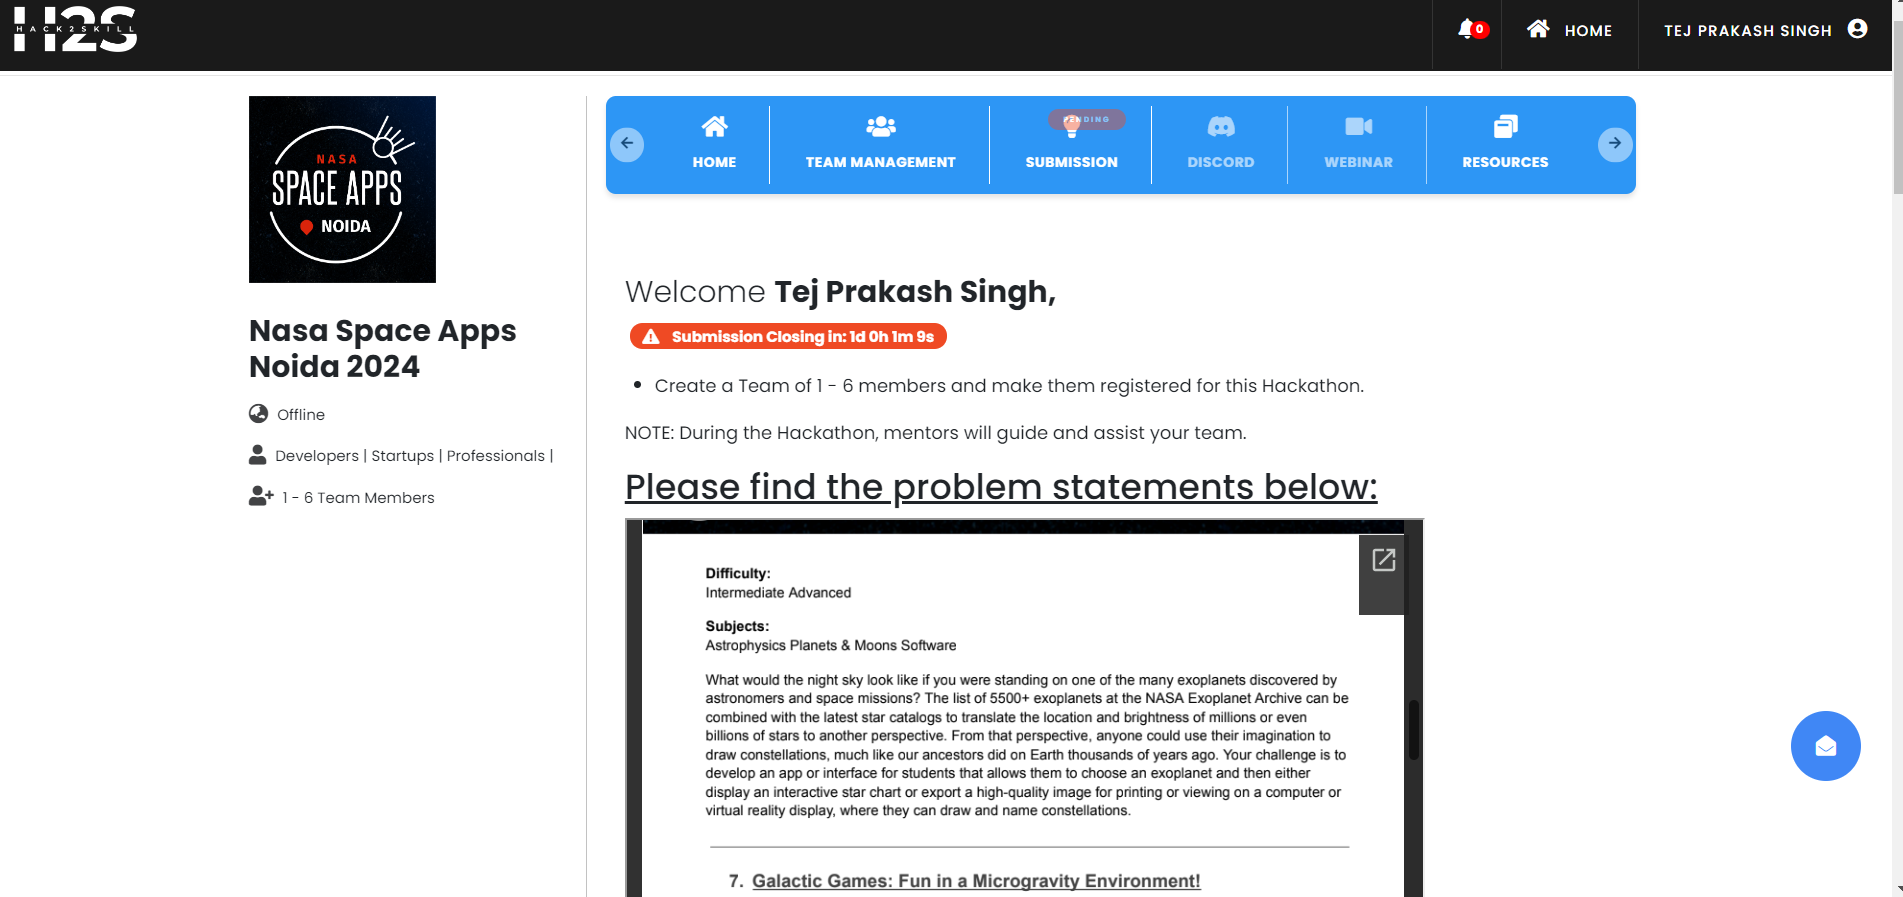 H2S
HACK2SKILL
0
HOME
TEJ PRAKASH SINGH
NASA
SPACE APPS
NOIDA
Nasa Space Apps
Noida 2024
Offline
Developers | Startups | Professionals |
1 - 6 Team Members
PENDING
HOME
TEAM MANAGEMENT
SUBMISSION
DISCORD
WEBINAR
RESOURCES
Welcome Tej Prakash Singh,
Submission Closing in: 1d 0h 1m 9s
• Create a Team of 1 - 6 members and make them registered for this Hackathon.
NOTE: During the Hackathon, mentors will guide and assist your team.
Please find the problem statements below:
Difficulty:
Intermediate Advanced
Subjects:
Astrophysics Planets & Moons Software
What would the night sky look like if you were standing on one of the many exoplanets discovered by
astronomers and space missions? The list of 5500+ exoplanets at the NASA Exoplanet Archive can be
combined with the latest star catalogs to translate the location and brightness of millions or even
billions of stars to another perspective. From that perspective, anyone could use their imagination to
draw constellations, much like our ancestors did on Earth thousands of years ago. Your challenge is to
develop an app or interface for students that allows them to choose an exoplanet and then either
display an interactive star chart or export a high-quality image for printing or viewing on a computer or
virtual reality display, where they can draw and name constellations.
7. Galactic Games: Fun in a Microgravity Environment!